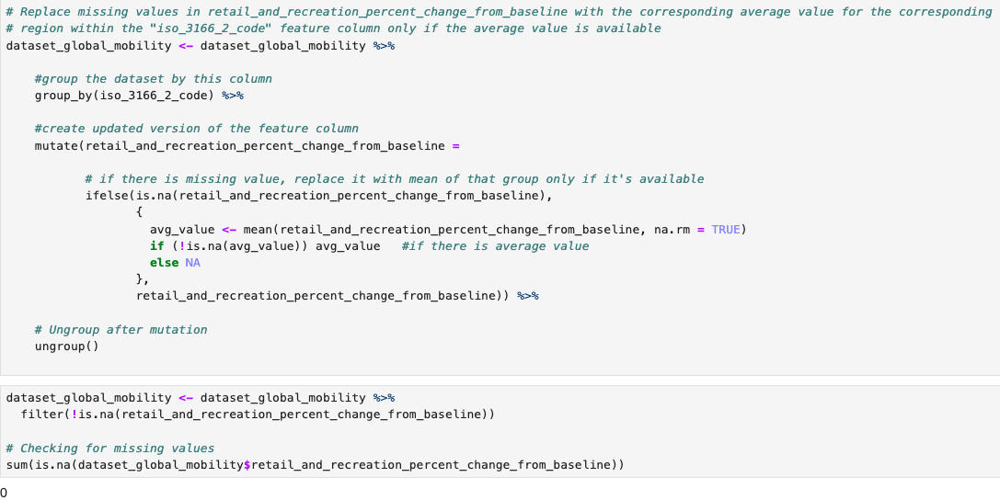 # Replace missing values in retail_and_recreation_percent_change_from_baseline with the corresponding average value for the corresponding
# region within the "iso_3166_2_code" feature column only if the average value is available
dataset_global_mobility <- dataset_global_mobility %>%
#group the dataset by this column
group_by(iso_3166_2_code) %>%
#create updated version of the feature column
mutate(retail_and_recreation_percent_change_from_baseline =
# if there is missing value, replace it with mean of that group only if it's available
ifelse(is.na(retail_and_recreation_percent_change_from_baseline),
{
avg_value <- mean(retail_and_recreation_percent_change_from_baseline, na.rm = TRUE)
if (!is.na(avg_value)) avg_value   #if there is average value
else NA
},
retail_and_recreation_percent_change_from_baseline)) %>%
# Ungroup after mutation
ungroup()
dataset_global_mobility <- dataset_global_mobility %>%
filter(!is.na(retail_and_recreation_percent_change_from_baseline))
# Checking for missing values
sum(is.na(dataset_global_mobility$retail_and_recreation_percent_change_from_baseline))
0